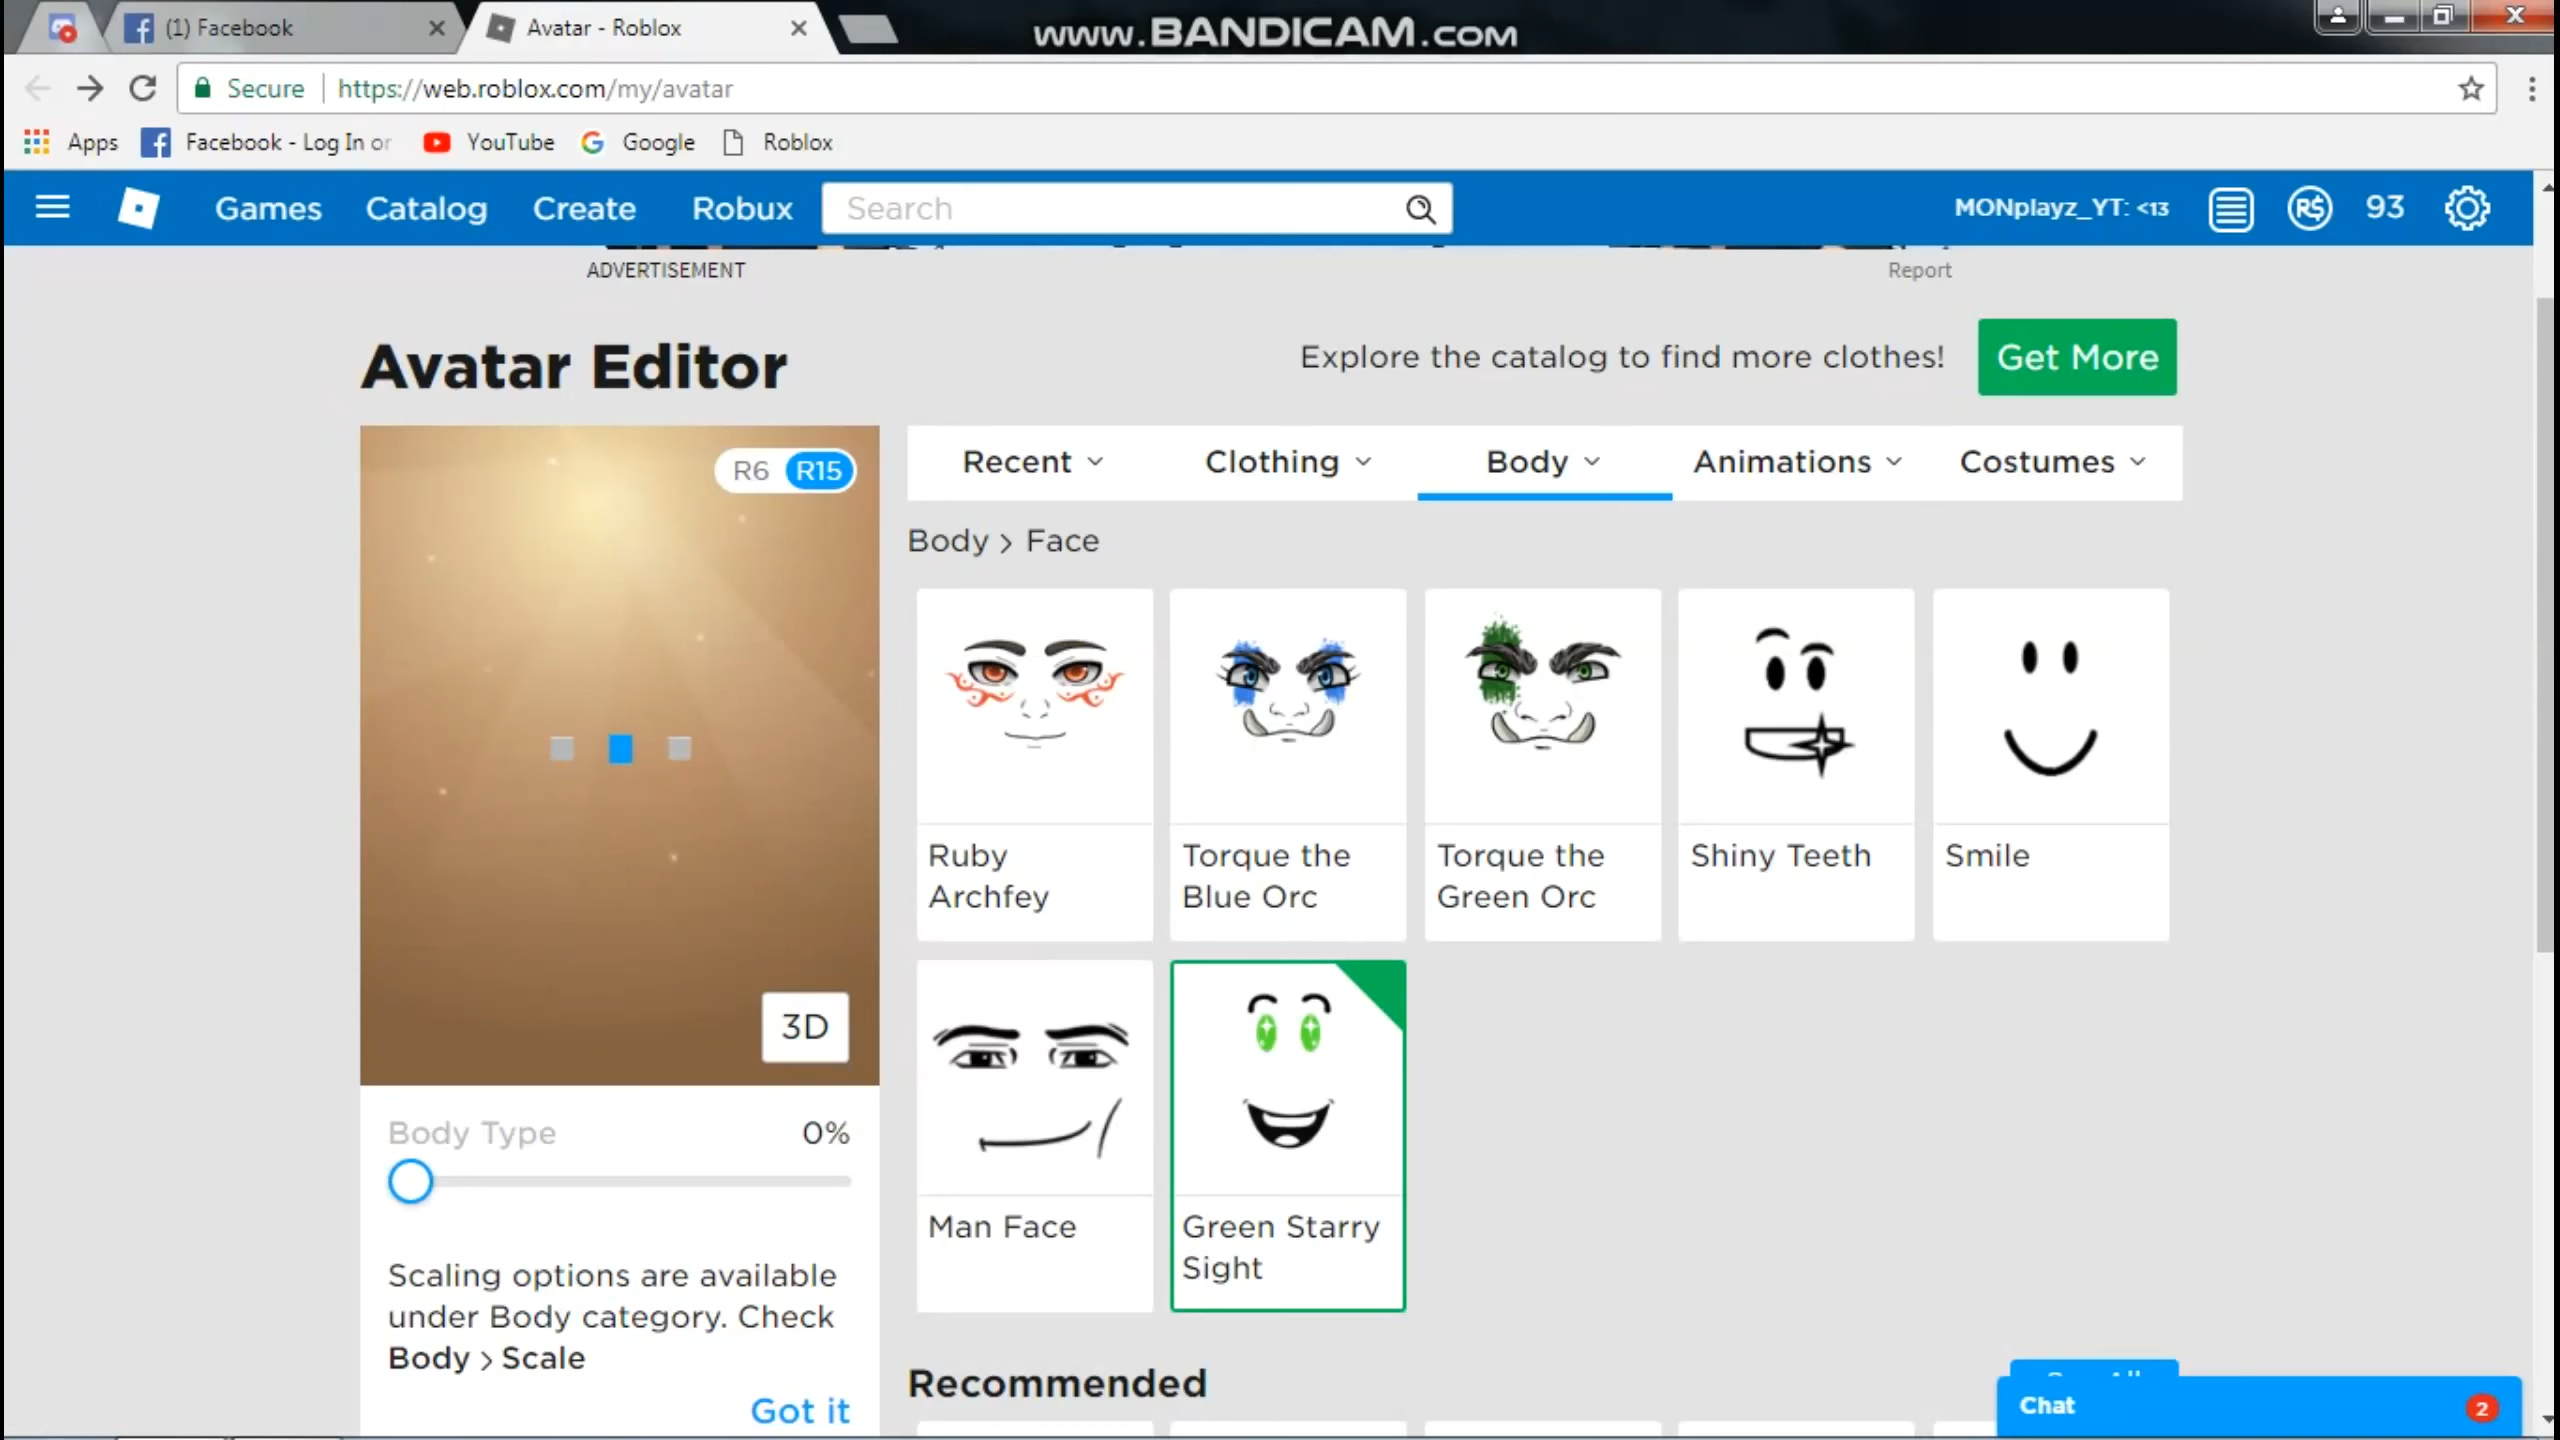 (1) Facebook
Avatar - Roblox
www.BANDICAM.com
Secure
https://web.roblox.com/my/avatar
Apps
Facebook - Log In or
YouTube
Google
Roblox
Games
Catalog
Create
Robux
Search
MONplayz_YT: <13
R$
93
ADVERTISEMENT
Report
Avatar Editor
Explore the catalog to find more clothes!
Get More
R6
R15
Recent
Clothing
Body
Animations
Costumes
Body > Face
Ruby
Archfey
Torque the
Blue Orc
Torque the
Green Orc
Shiny Teeth
Smile
3D
Man Face
Green Starry
Sight
Body Type
0%
Scaling options are available
under Body category. Check
Body > Scale
Got it
Recommended
Chat
2